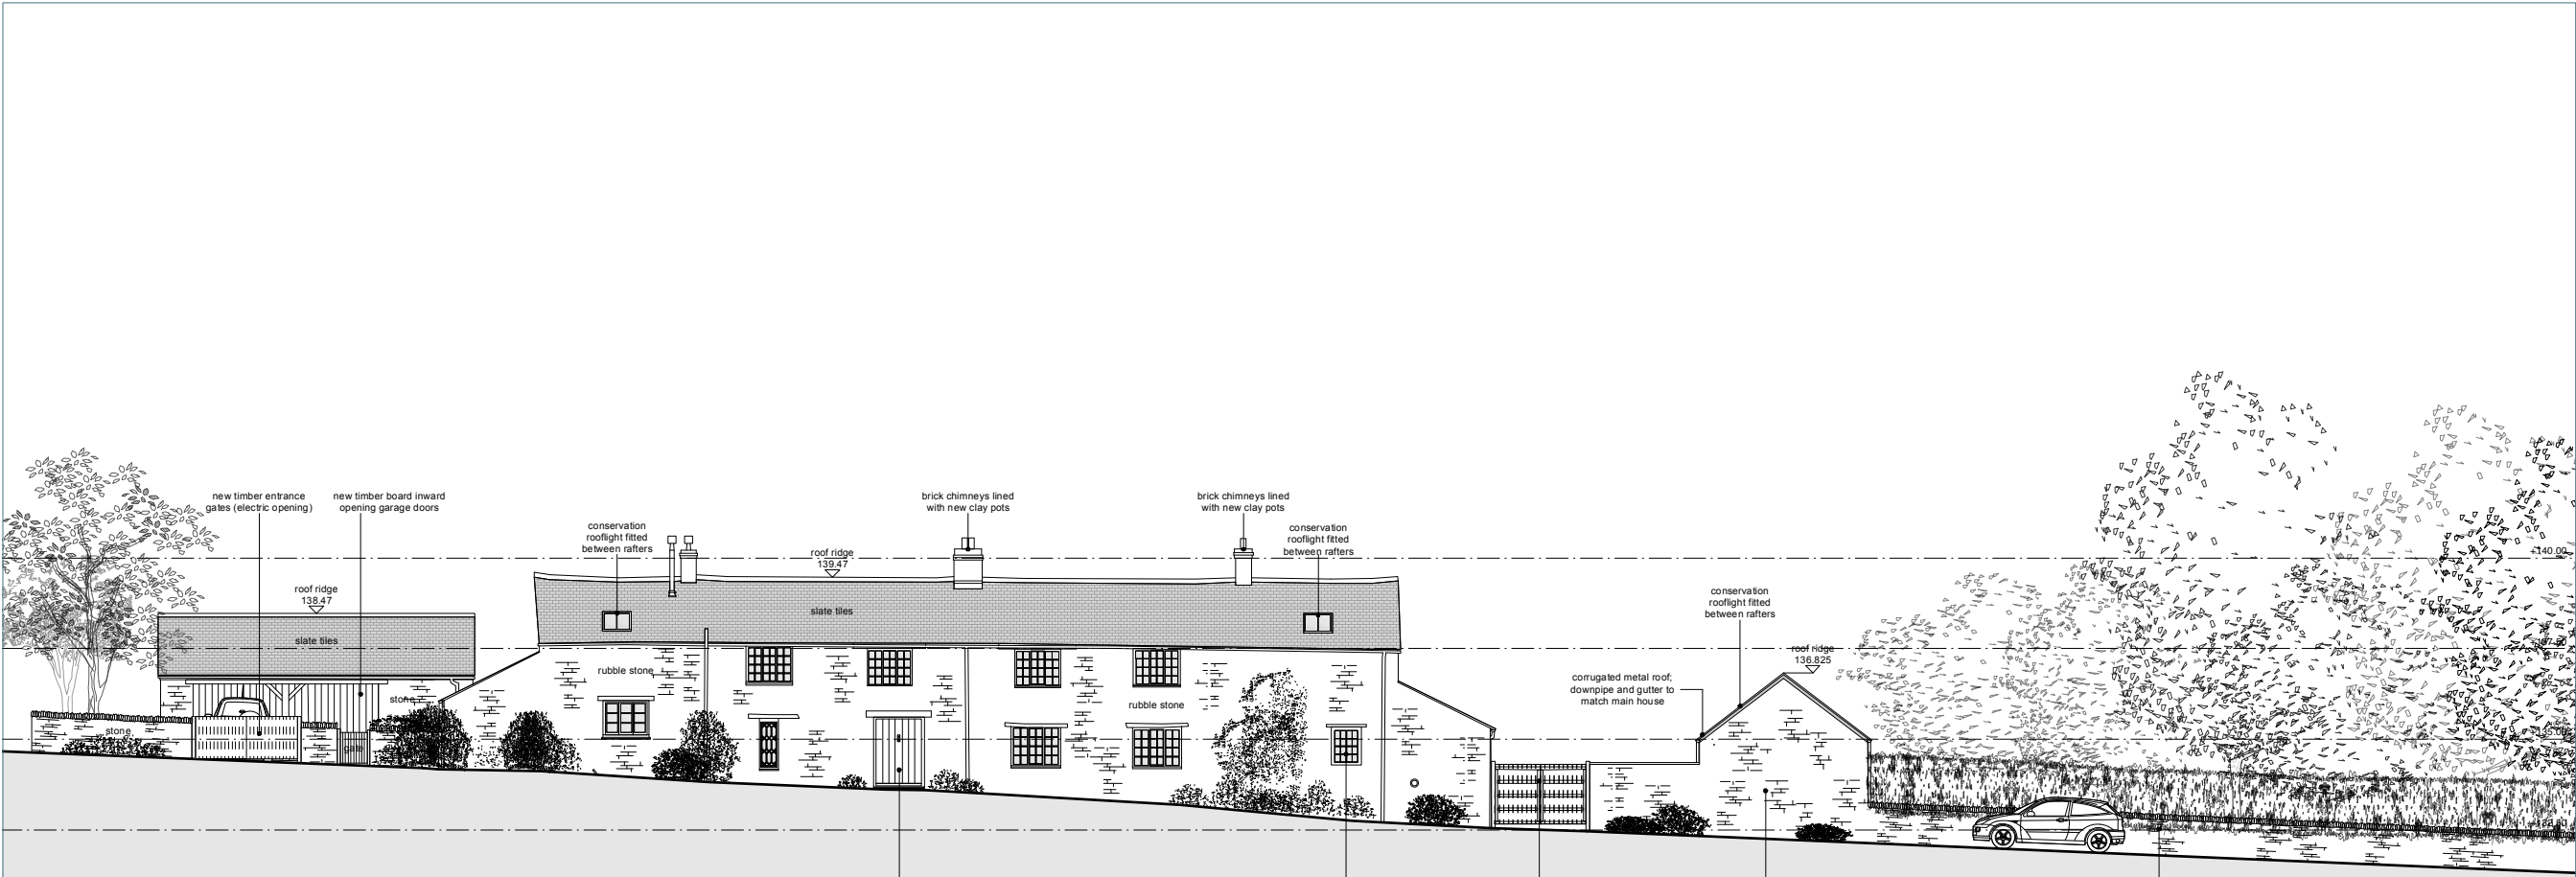 new timber entrance
gates (electric opening)
new timber board inward
opening garage doors
brick chimneys lined
with new clay pots
brick chimneys lined
with new clay pots
conservation
rooflight fitted
between rafters
conservation
rooflight fitted
between rafters
roof ridge
139.47
+140.00
roof ridge
138.47
slate tiles
conservation
rooflight fitted
between rafters
slate tiles
roof ridge
136.825
rubble stone
corrugated metal roof;
downpipe and gutter to
match main house
stone
rubble stone
stone
gate